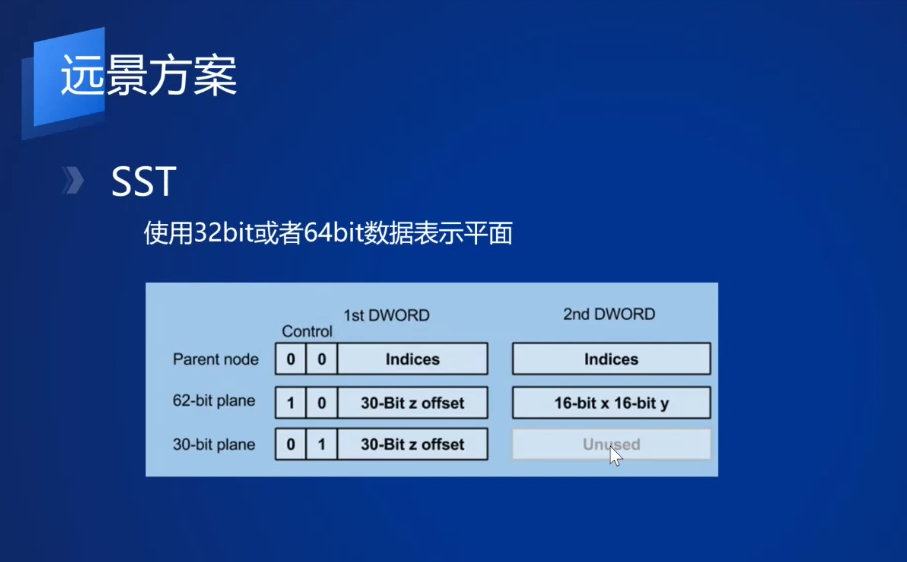 远景方案
SST
使用32bit或者64bit数据表示平面
1st DWORD
2nd DWORD
Control
Parent node 0 0 Indices Indices
62-bit plane 1 0 30-Bit z offset 16-bit x 16-bit y
30-bit plane 0 1 30-Bit z offset Unused